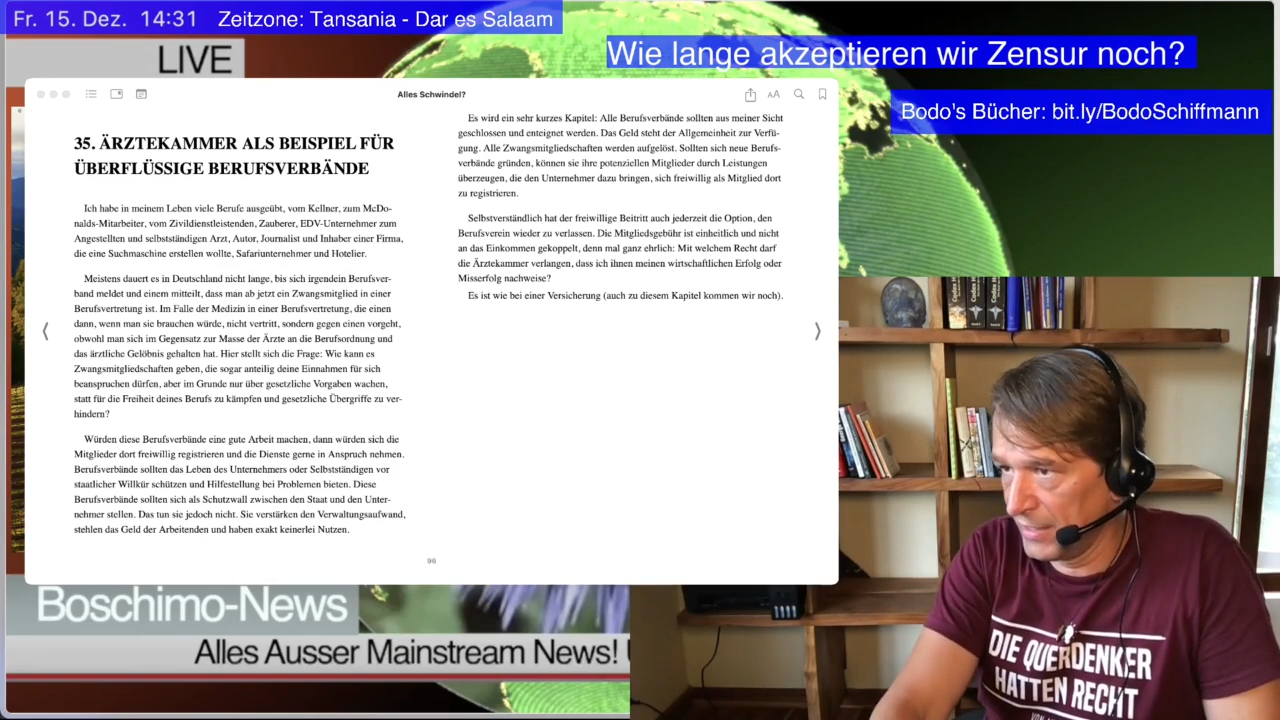 Fr. 15. Dez. 14:31 Zeitzone: Tansania - Dar es Salaam
LIVE
Wie lange akzeptieren wir Zensur noch?
Bodo's Bücher: bit.ly/BodoSchiffmann
Alles Schwindel?
AA
35. ÄRZTEKAMMER ALS BEISPIEL FÜR
ÜBERFLÜSSIGE BERUFSVERBÄNDE
Ich habe in meinem Leben viele Berufe ausgeübt, vom Kellner, zum McDo-
nalds-Mitarbeiter, vom Zivildienstleistenden, Zauberer, EDV-Unternehmer zum
Angestellten und selbstständigen Arzt, Autor, Journalist und Inhaber einer Firma,
die eine Suchmaschine erstellen wollte, Safariunternehmer und Hotelier.
Meistens dauert es in Deutschland nicht lange, bis sich irgendein Berufsver-
band meldet und einem mitteilt, dass man ab jetzt ein Zwangsmitglied in einer
Berufsvertretung ist. Im Falle der Medizin in einer Berufsvertretung, die einen
dann, wenn man sie brauchen würde, nicht vertritt, sondern gegen einen vorgeht,
obwohl man sich im Gegensatz zur Masse der Ärzte an die Berufsordnung und
das ärztliche Gelöbnis gehalten hat. Hier stellt sich die Frage: Wie kann es
Zwangsmitgliedschaften geben, die sogar anteilig deine Einnahmen für sich
beanspruchen dürfen, aber im Grunde nur über gesetzliche Vorgaben wachen,
statt für die Freiheit deines Berufs zu kämpfen und gesetzliche Übergriffe zu ver-
hindern?
Würden diese Berufsverbände eine gute Arbeit machen, dann würden sich die
Mitglieder dort freiwillig registrieren und die Dienste gerne in Anspruch nehmen.
Berufsverbände sollten das Leben des Unternehmers oder Selbstständigen vor
staatlicher Willkür schützen und Hilfestellung bei Problemen bieten. Diese
Berufsverbände sollten sich als Schutzwall zwischen den Staat und den Unter-
nehmer stellen. Das tun sie jedoch nicht. Sie verstärken den Verwaltungsaufwand,
stehlen das Geld der Arbeitenden und haben exakt keinerlei Nutzen.
Es wird ein sehr kurzes Kapitel: Alle Berufsverbände sollten aus meiner Sicht
geschlossen und enteignet werden. Das Geld steht der Allgemeinheit zur Verfü-
gung. Alle Zwangsmitgliedschaften werden aufgelöst. Sollten sich neue Berufs-
verbände gründen, können sie ihre potenziellen Mitglieder durch Leistungen
überzeugen, die den Unternehmer dazu bringen, sich freiwillig als Mitglied dort
zu registrieren.
Selbstverständlich hat der freiwillige Beitritt auch jederzeit die Option, den
Berufsverein wieder zu verlassen. Die Mitgliedsgebühr ist einheitlich und nicht
an das Einkommen gekoppelt, denn mal ganz ehrlich: Mit welchem Recht darf
die Ärztekammer verlangen, dass ich ihnen meinen wirtschaftlichen Erfolg oder
Misserfolg nachweise?
Es ist wie bei einer Versicherung (auch zu diesem Kapitel kommen wir noch).
96
Boschimo-News
Alles Ausser Mainstream News!
DIE QUERDENKER
HATTEN RECHT